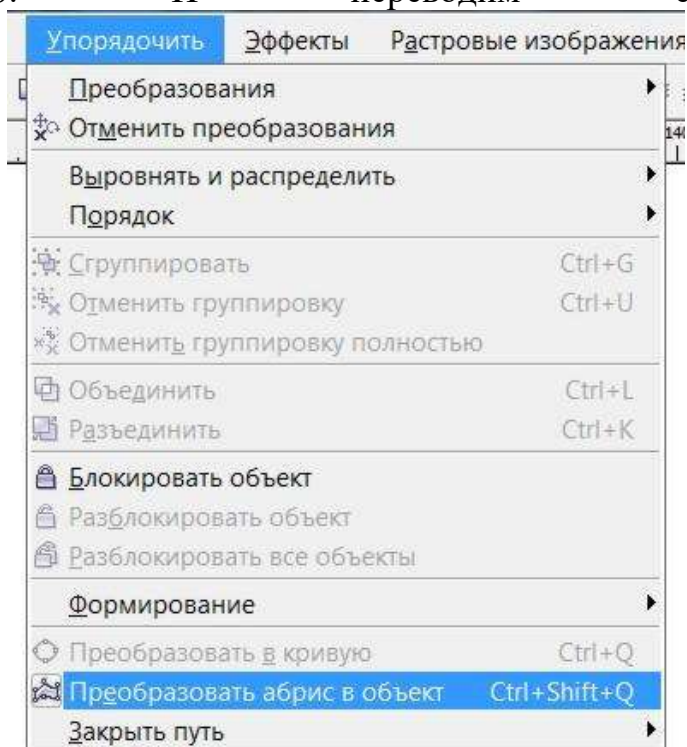 И переводим
Упорядочить Эффекты Растровые изображения
Преобразования
Отменить преобразования
140
Выровнять и распределить
Порядок
Сгруппировать Ctrl+G
Отменить группировку Ctrl+U
Отменить группировку полностью
Объединить Ctrl+L
Разъединить Ctrl+K
Блокировать объект
Разблокировать объект
Разблокировать все объекты
Формирование
Преобразовать в кривую Ctrl+Q
Преобразовать абрис в объект Ctrl+Shift+Q
Закрыть путь